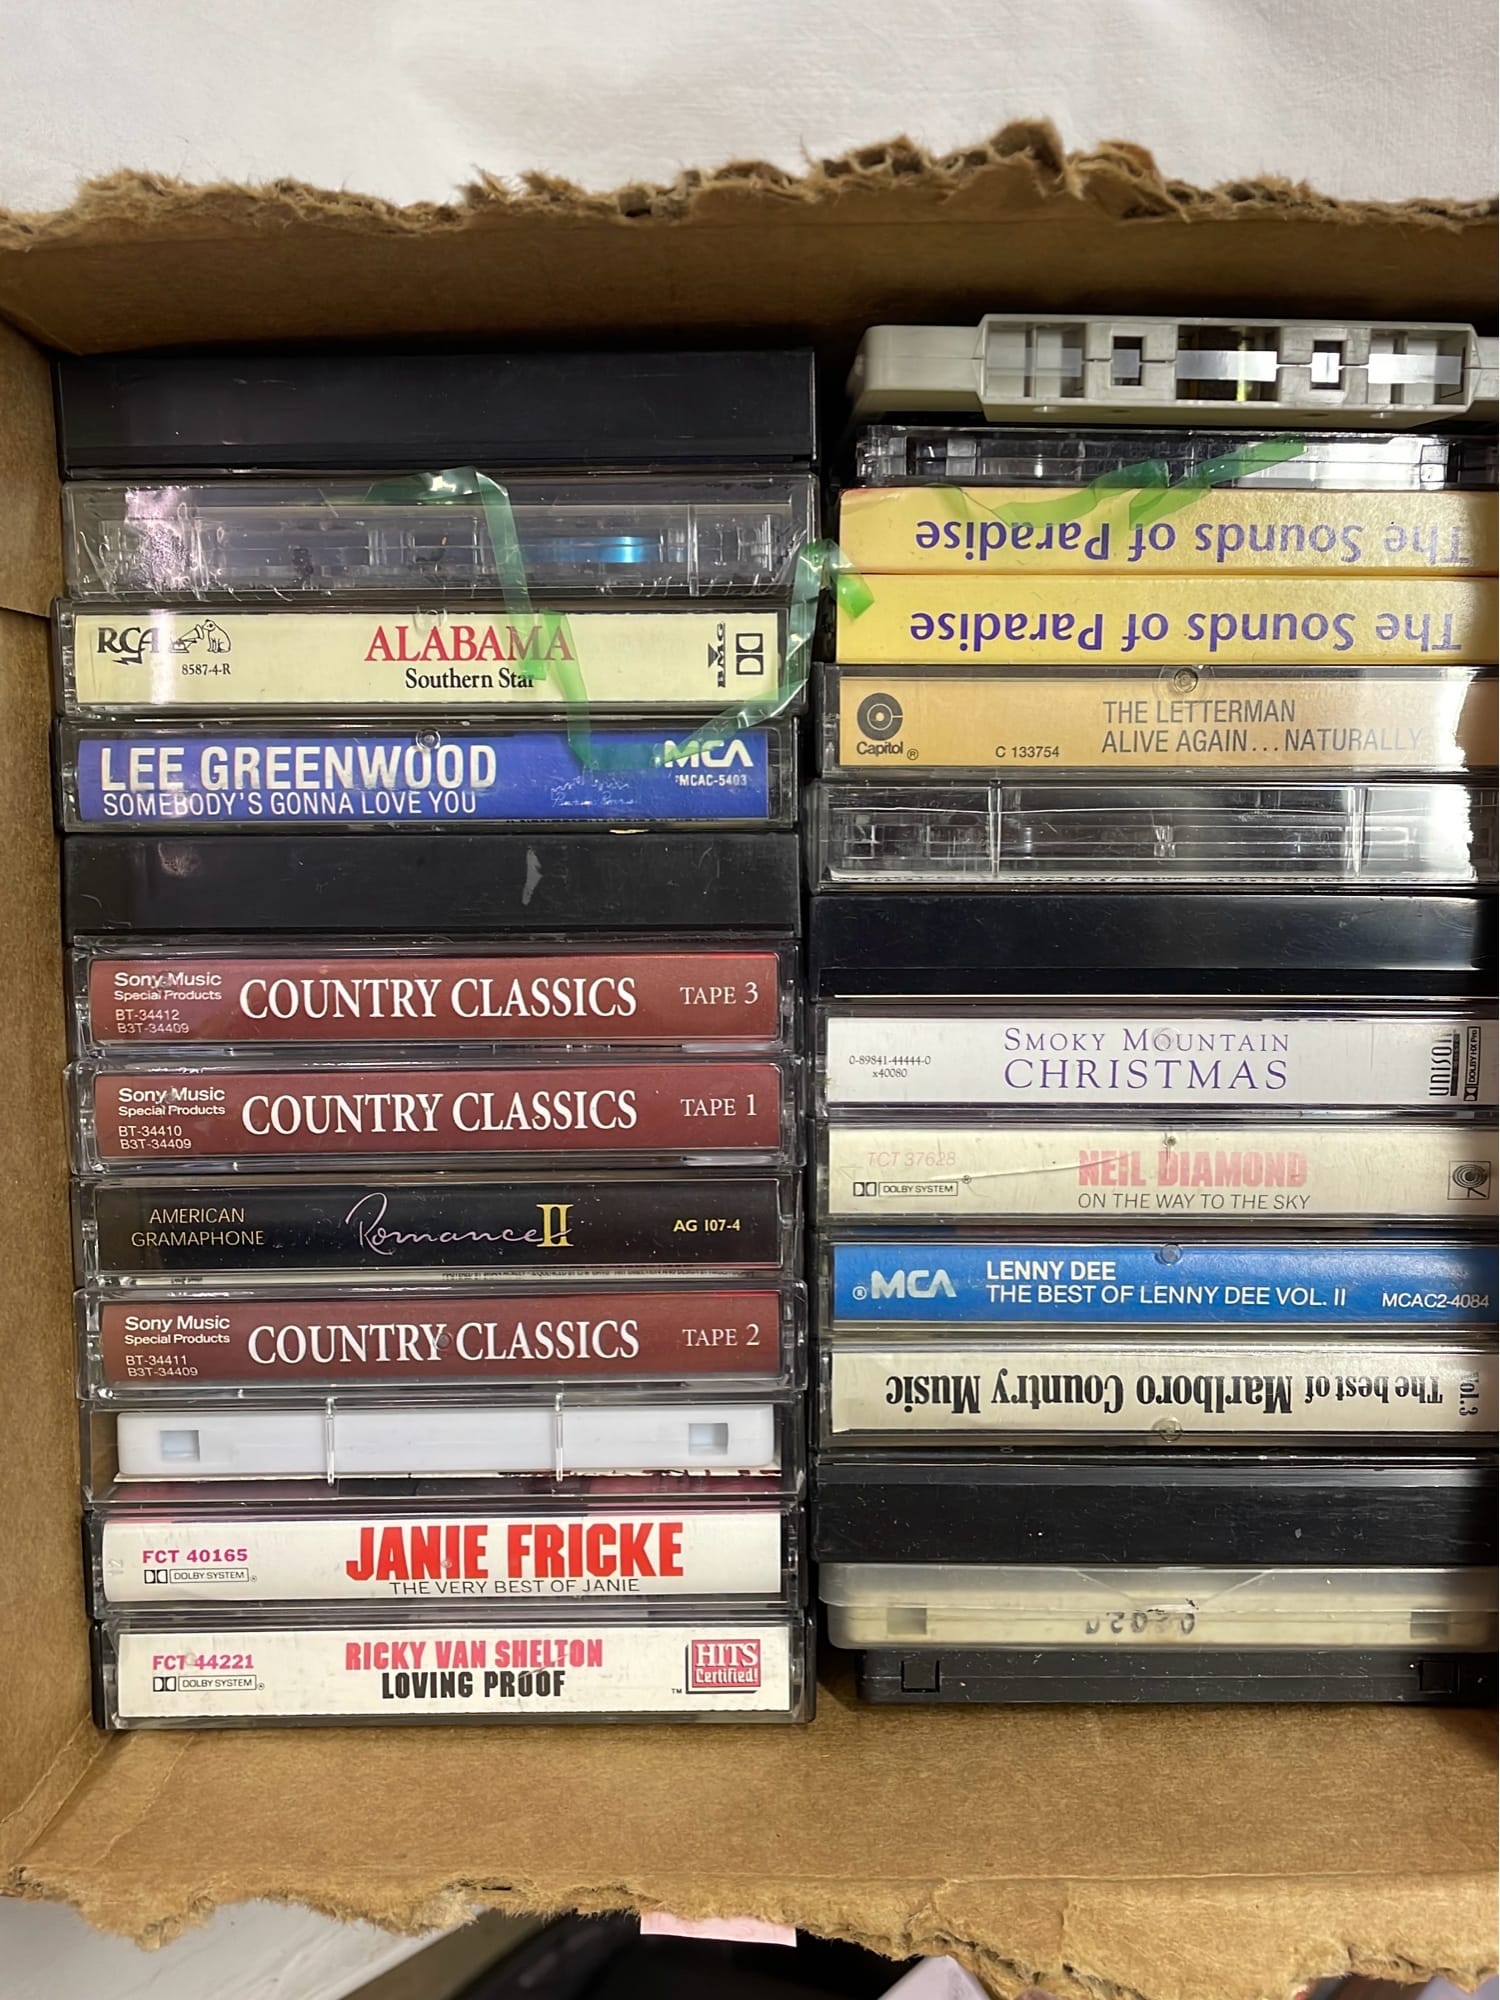 RCA
8587-4-R
ALABAMA
Southern Star
BMG
LEE GREENWOOD
SOMEBODY'S GONNA LOVE YOU
MCA
MCAC-5403
Sony Music
Special Products
BT-34412
B3T-34409
COUNTRY CLASSICS
TAPE 3
Sony Music
Special Products
BT-34410
B3T-34409
COUNTRY CLASSICS
TAPE 1
AMERICAN
GRAMAPHONE
Romance II
AG 107-4
Sony Music
Special Products
BT-34411
B3T-34409
COUNTRY CLASSICS
TAPE 2
FCT 40165
DOLBY SYSTEM
JANIE FRICKE
THE VERY BEST OF JANIE
FCT 44221
DOLBY SYSTEM
RICKY VAN SHELTON
LOVING PROOF
TM
HITS
Certified!
The Sounds of Paradise
The Sounds of Paradise
Capitol ®
C 133754
THE LETTERMAN
ALIVE AGAIN...NATURALLY
0-89841-44444-0
x40080
SMOKY MOUNTAIN
CHRISTMAS
DOLBY HX PRO
TCT 37628
DOLBY SYSTEM ®
NEIL DIAMOND
ON THE WAY TO THE SKY
® MCA
LENNY DEE
THE BEST OF LENNY DEE VOL. II
MCAC2-4084
The best of Marlboro Country Music
Vol.3